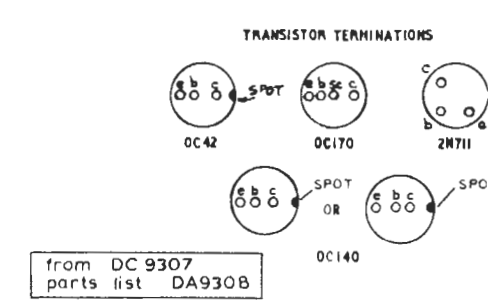 TRANSISTOR TERMINATIONS
e b c
SPOT
OC42
e b sc c
OC170
c
b e
2N711
e b c
SPOT
OR
e b c
SPO
OC140
from DC 9307
parts list DA9308